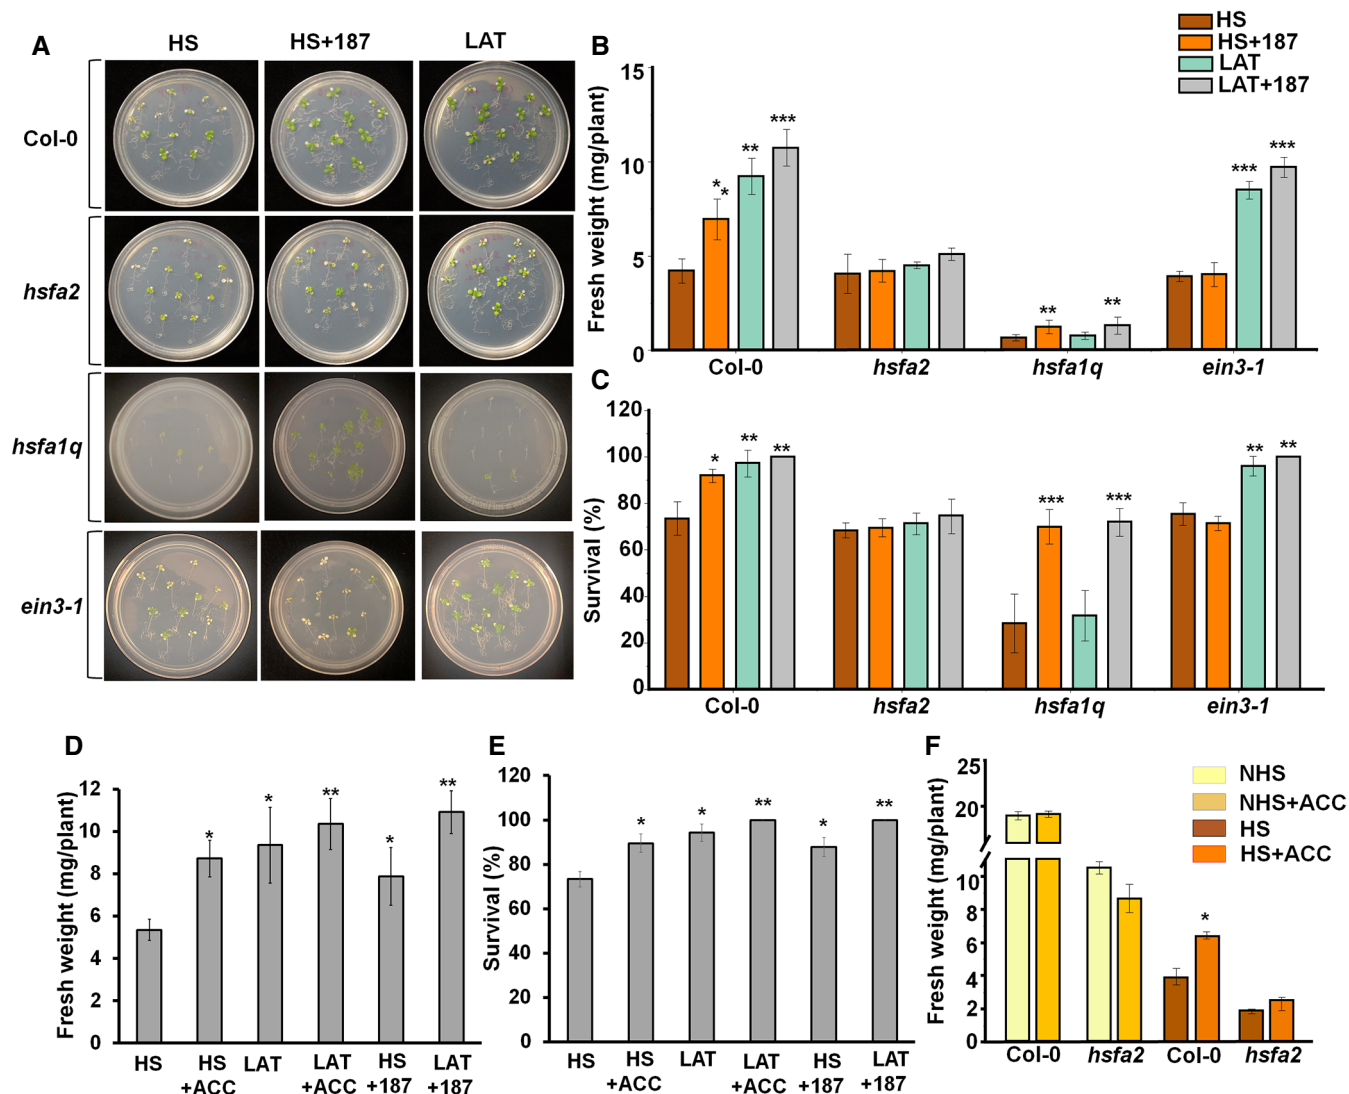 A
HS
HS+187
LAT
Col-0
hsfa2
hsfa1q
ein3-1
B
HS
HS+187
LAT
LAT+187
Fresh weight (mg/plant)
15
10
5
0
** ** ***
** **
*** ***
Col-0 hsfa2 hsfa1q ein3-1
C
Survival (%)
120
100
80
60
40
20
0
* ** **
*** ***
** **
Col-0 hsfa2 hsfa1q ein3-1
D
Fresh weight (mg/plant)
12
10
8
6
4
2
0
* * ** * **
HS HS LAT LAT HS LAT
+ACC +ACC +187 +187
E
Survival (%)
120
100
80
60
40
20
0
* * ** * **
HS HS LAT LAT HS LAT
+ACC +ACC +187 +187
F
NHS
NHS+ACC
HS
HS+ACC
Fresh weight (mg/plant)
25
20
10
8
6
4
2
0
*
Col-0 hsfa2 Col-0 hsfa2